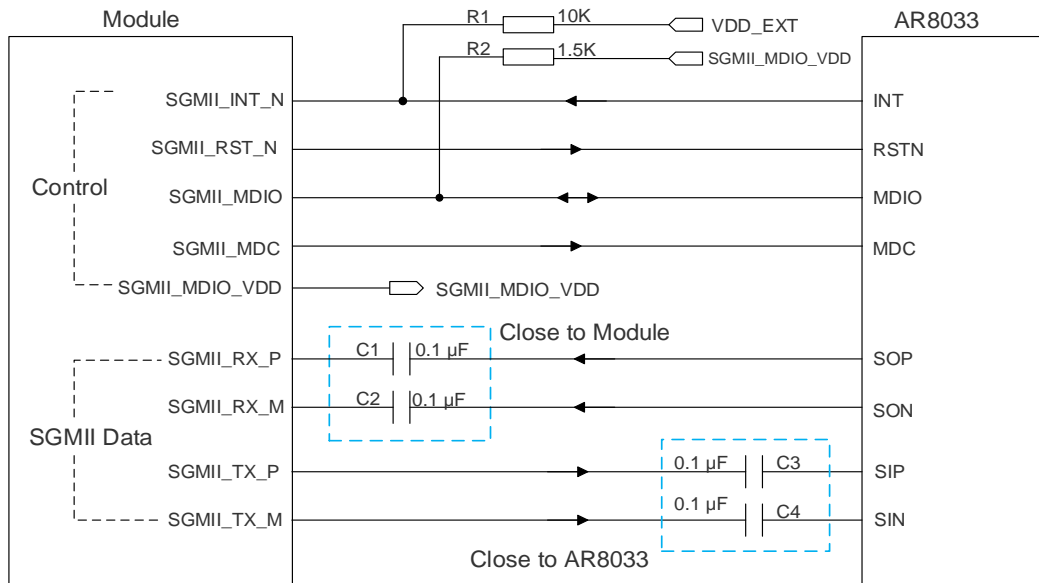 Module
R1 10K VDD_EXT
AR8033
R2 1.5K SGMII_MDIO_VDD
SGMII_INT_N INT
SGMII_RST_N RSTN
Control
SGMII_MDIO MDIO
SGMII_MDC MDC
SGMII_MDIO_VDD SGMII_MDIO_VDD
Close to Module
SGMII_RX_P C1 0.1 µF SOP
SGMII_RX_M C2 0.1 µF SON
SGMII Data
SGMII_TX_P 0.1 µF C3 SIP
SGMII_TX_M 0.1 µF C4 SIN
Close to AR8033